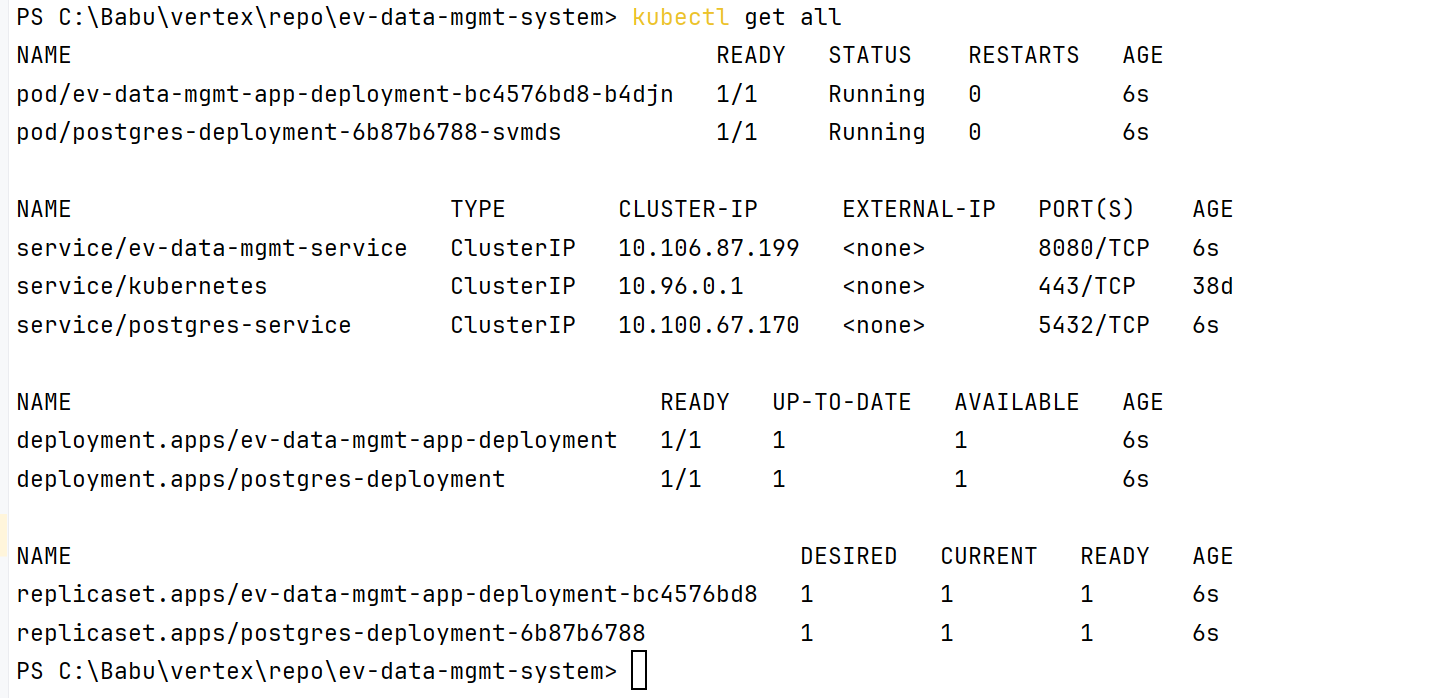 PS C:\Babu\vertex\repo\ev-data-mgmt-system> kubectl get all
NAME                                              READY   STATUS    RESTARTS   AGE
pod/ev-data-mgmt-app-deployment-bc4576bd8-b4djn   1/1     Running   0          6s
pod/postgres-deployment-6b87b6788-svmds           1/1     Running   0          6s

NAME                           TYPE        CLUSTER-IP      EXTERNAL-IP   PORT(S)    AGE
service/ev-data-mgmt-service   ClusterIP   10.106.87.199   <none>        8080/TCP   6s
service/kubernetes             ClusterIP   10.96.0.1       <none>        443/TCP    38d
service/postgres-service       ClusterIP   10.100.67.170   <none>        5432/TCP   6s

NAME                                          READY   UP-TO-DATE   AVAILABLE   AGE
deployment.apps/ev-data-mgmt-app-deployment   1/1     1            1           6s
deployment.apps/postgres-deployment           1/1     1            1           6s

NAME                                                    DESIRED   CURRENT   READY   AGE
replicaset.apps/ev-data-mgmt-app-deployment-bc4576bd8   1         1         1       6s
replicaset.apps/postgres-deployment-6b87b6788           1         1         1       6s
PS C:\Babu\vertex\repo\ev-data-mgmt-system>